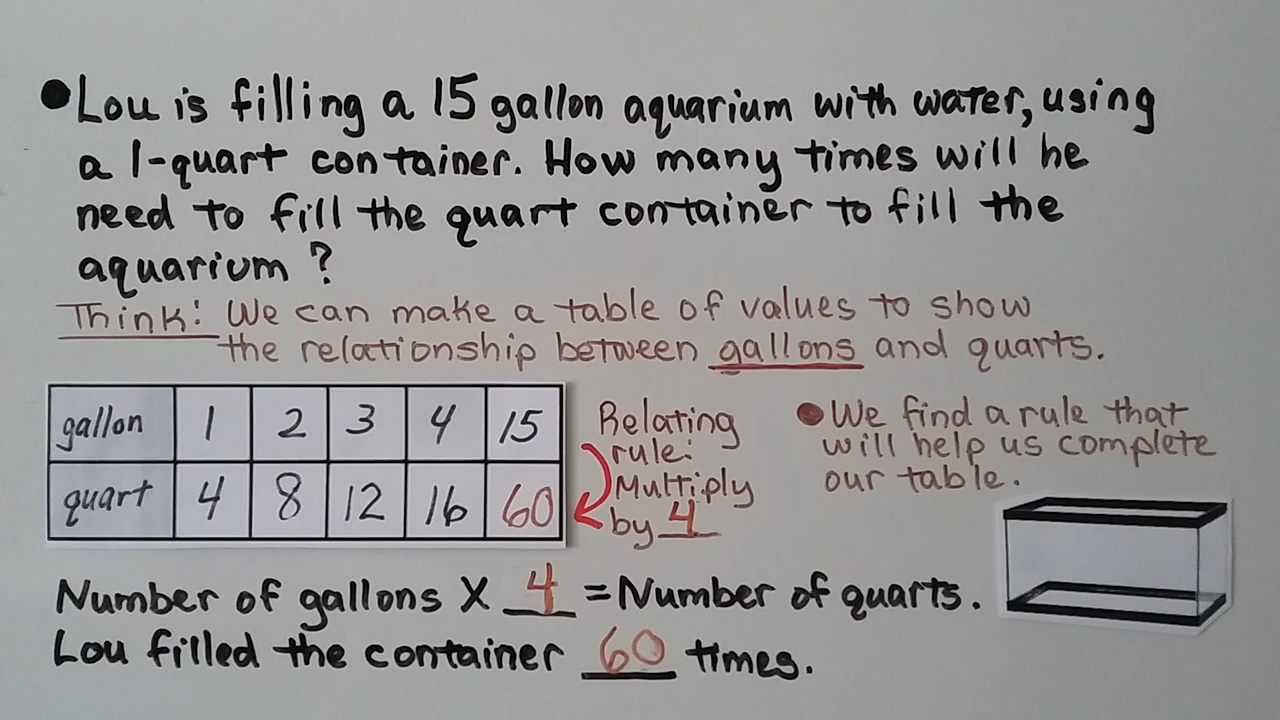 • Lou is filling a 15 gallon aquarium with water, using
a 1-quart container. How many times will he
need to fill the quart container to fill the
aquarium?
Think: We can make a table of values to show
the relationship between gallons and quarts.
gallon 1 2 3 4 15
quart 4 8 12 16 60
Relating
rule:
Multiply
by 4
• We find a rule that
will help us complete
our table.
Number of gallons X 4 = Number of quarts.
Lou filled the container 60 times.